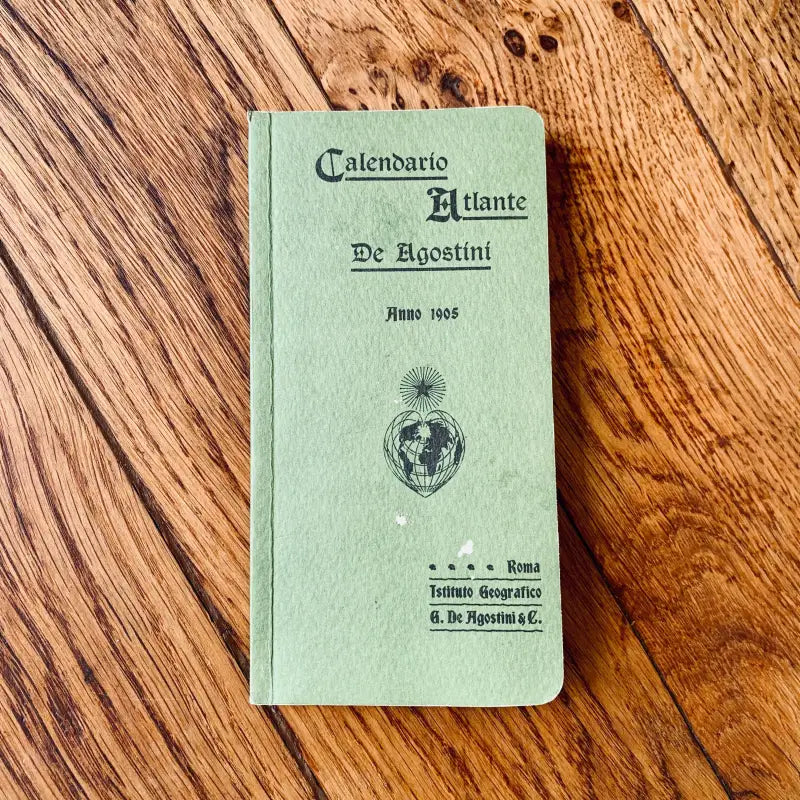 Calendario
Atlante
De Agostini
Anno 1905
Roma
Istituto Geografico
G. De Agostini & C.